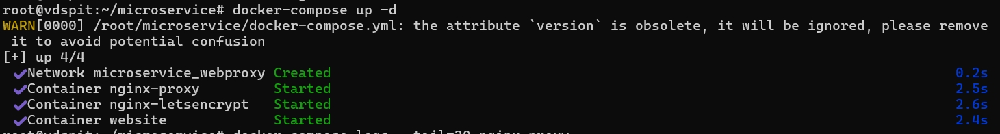 root@vdspit:~/microservice# docker-compose up -d
WARN[0000] /root/microservice/docker-compose.yml: the attribute `version` is obsolete, it will be ignored, please remove
it to avoid potential confusion
[+] up 4/4
✔Network microservice_webproxy Created 0.2s
✔Container nginx-proxy Started 2.5s
✔Container nginx-letsencrypt Started 2.6s
✔Container website Started 2.4s